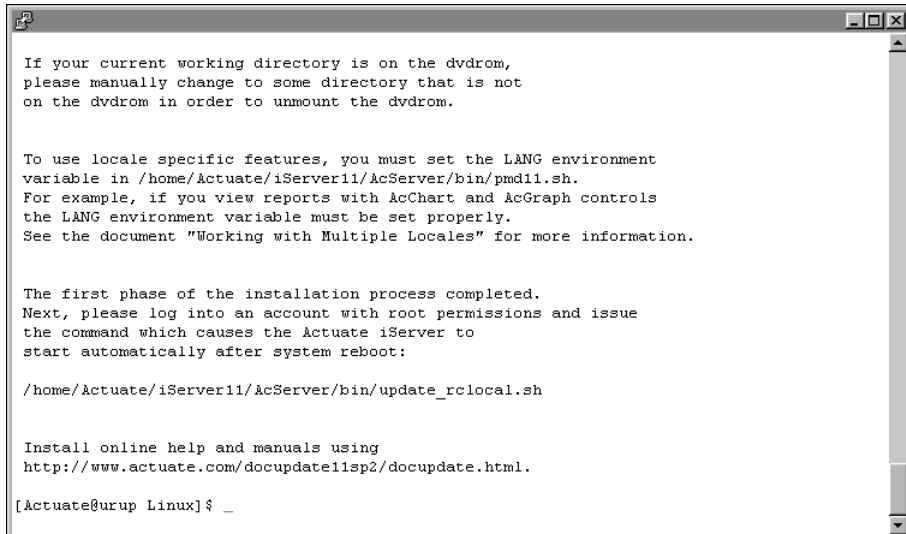 If your current working directory is on the dvdrom,
please manually change to some directory that is not
on the dvdrom in order to unmount the dvdrom.
To use locale specific features, you must set the LANG environment
variable in /home/Actuate/iServer11/AcServer/bin/pmd11.sh.
For example, if you view reports with AcChart and AcGraph controls
the LANG environment variable must be set properly.
See the document "Working with Multiple Locales" for more information.
The first phase of the installation process completed.
Next, please log into an account with root permissions and issue
the command which causes the Actuate iServer to
start automatically after system reboot:
/home/Actuate/iServer11/AcServer/bin/update_rclocal.sh
Install online help and manuals using
http://www.actuate.com/docupdate11sp2/docupdate.html.
[Actuate@urup Linux]$ _